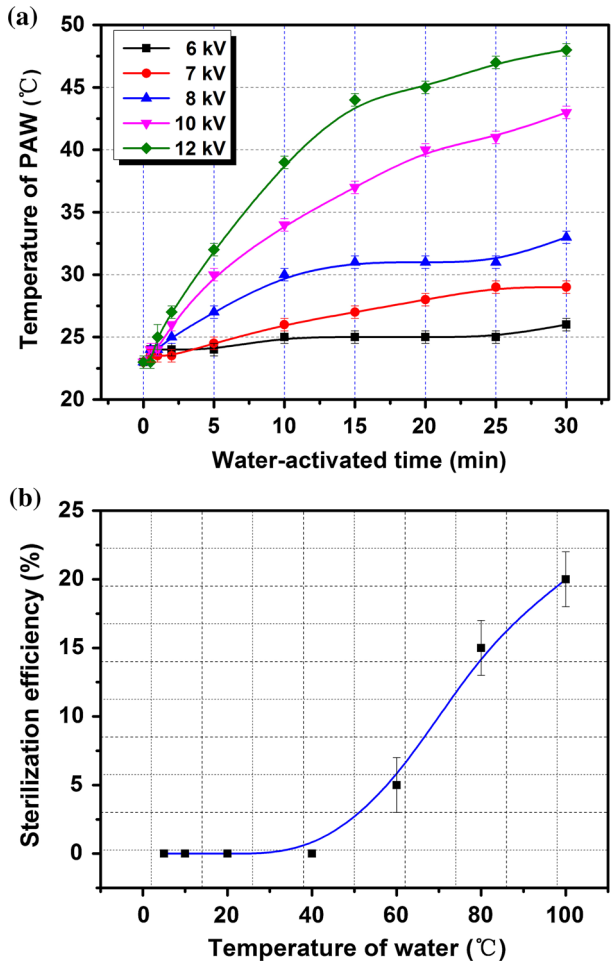 (a)
50
45
40
35
30
25
20
Temperature of PAW (℃)
6 kV
7 kV
8 kV
10 kV
12 kV
0 5 10 15 20 25 30
Water-activated time (min)
(b)
25
20
15
10
5
0
Sterilization efficiency (%)
0 20 40 60 80 100
Temperature of water (℃)